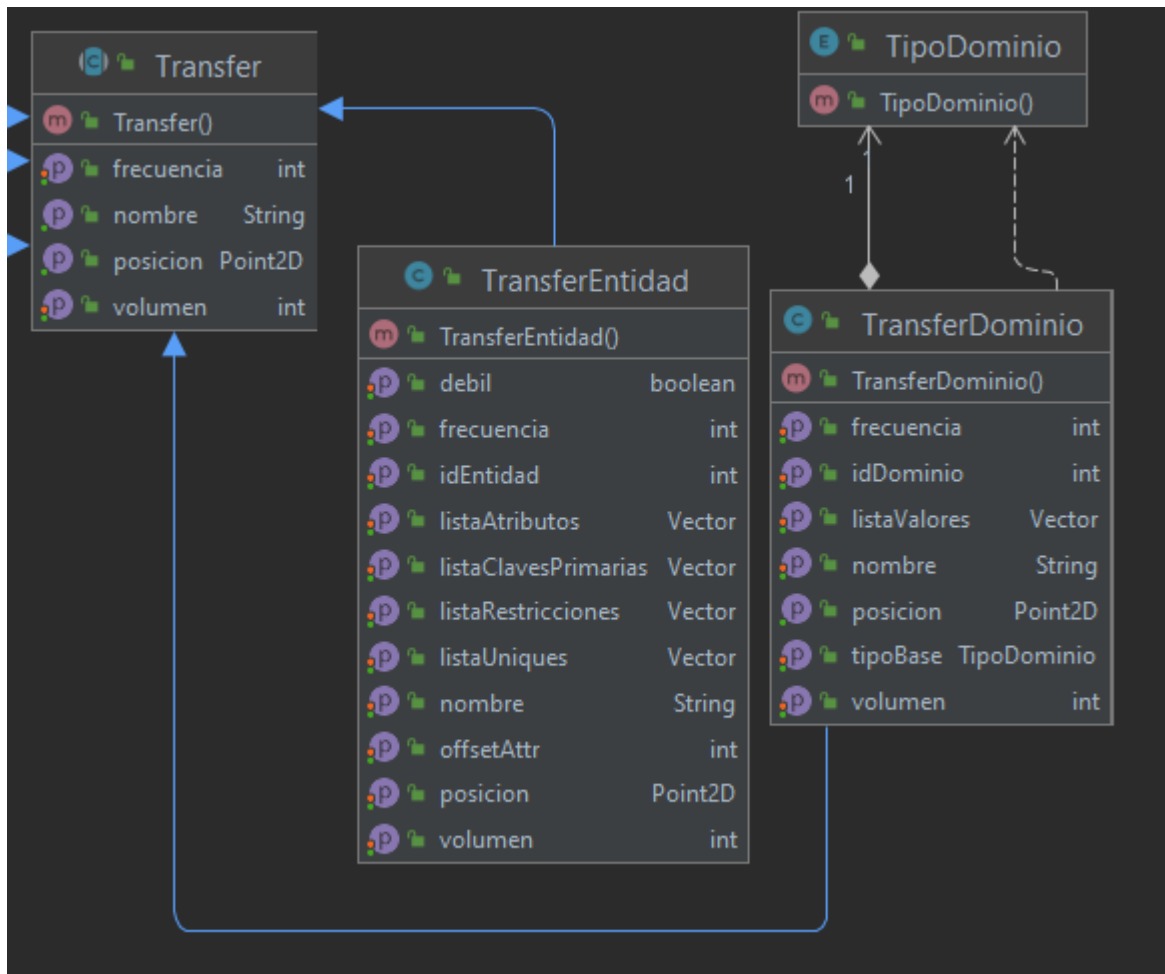 Transfer
Transfer()
frecuencia int
nombre String
posicion Point2D
volumen int
E TipoDominio
m TipoDominio()
1
1
C TransferEntidad
m TransferEntidad()
p debil boolean
p frecuencia int
p idEntidad int
p listaAtributos Vector
p listaClavesPrimarias Vector
p listaRestricciones Vector
p listaUniques Vector
p nombre String
p offsetAttr int
p posicion Point2D
p volumen int
C TransferDominio
m TransferDominio()
p frecuencia int
p idDominio int
p listaValores Vector
p nombre String
p posicion Point2D
p tipoBase TipoDominio
p volumen int